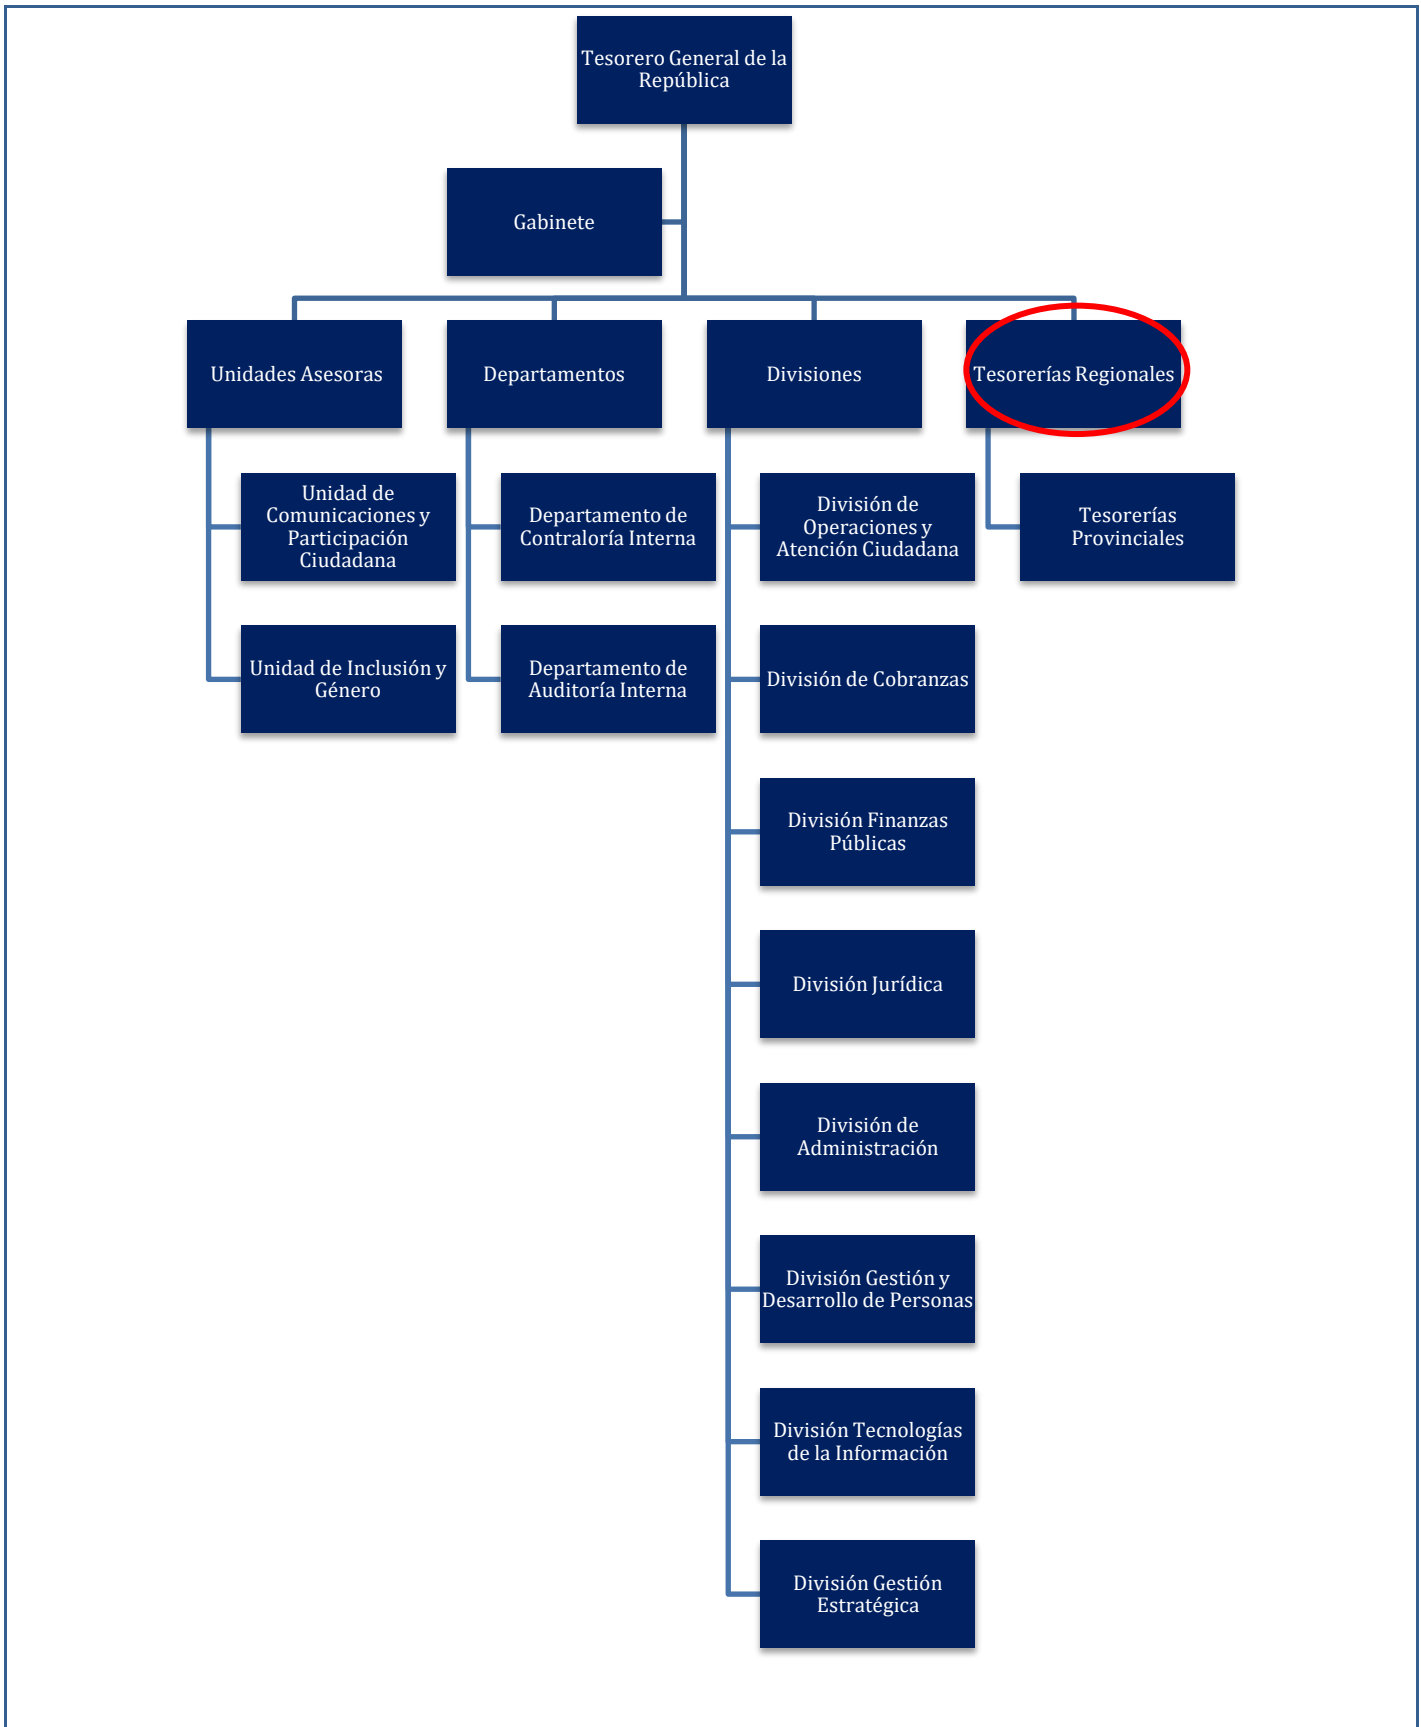 Tesorero General de la
República
Gabinete
Unidades Asesoras
Departamentos
Divisiones
Tesorerías Regionales
Unidad de
Comunicaciones y
Participación
Ciudadana
Departamento de
Contraloría Interna
División de
Operaciones y
Atención Ciudadana
Tesorerías
Provinciales
Unidad de Inclusión y
Género
Departamento de
Auditoría Interna
División de Cobranzas
División Finanzas
Públicas
División Jurídica
División de
Administración
División Gestión y
Desarrollo de Personas
División Tecnologías
de la Información
División Gestión
Estratégica